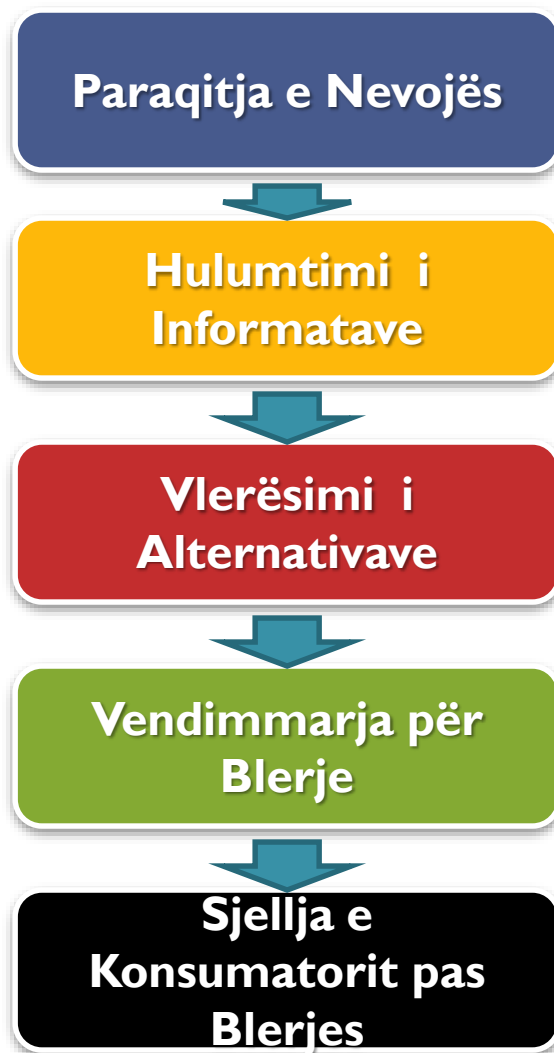 Paraqitja e Nevojës
Hulumtimi i
Informatave
Vlerësimi i
Alternativave
Vendimmarja për
Blerje
Sjellja e
Konsumatorit pas
Blerjes